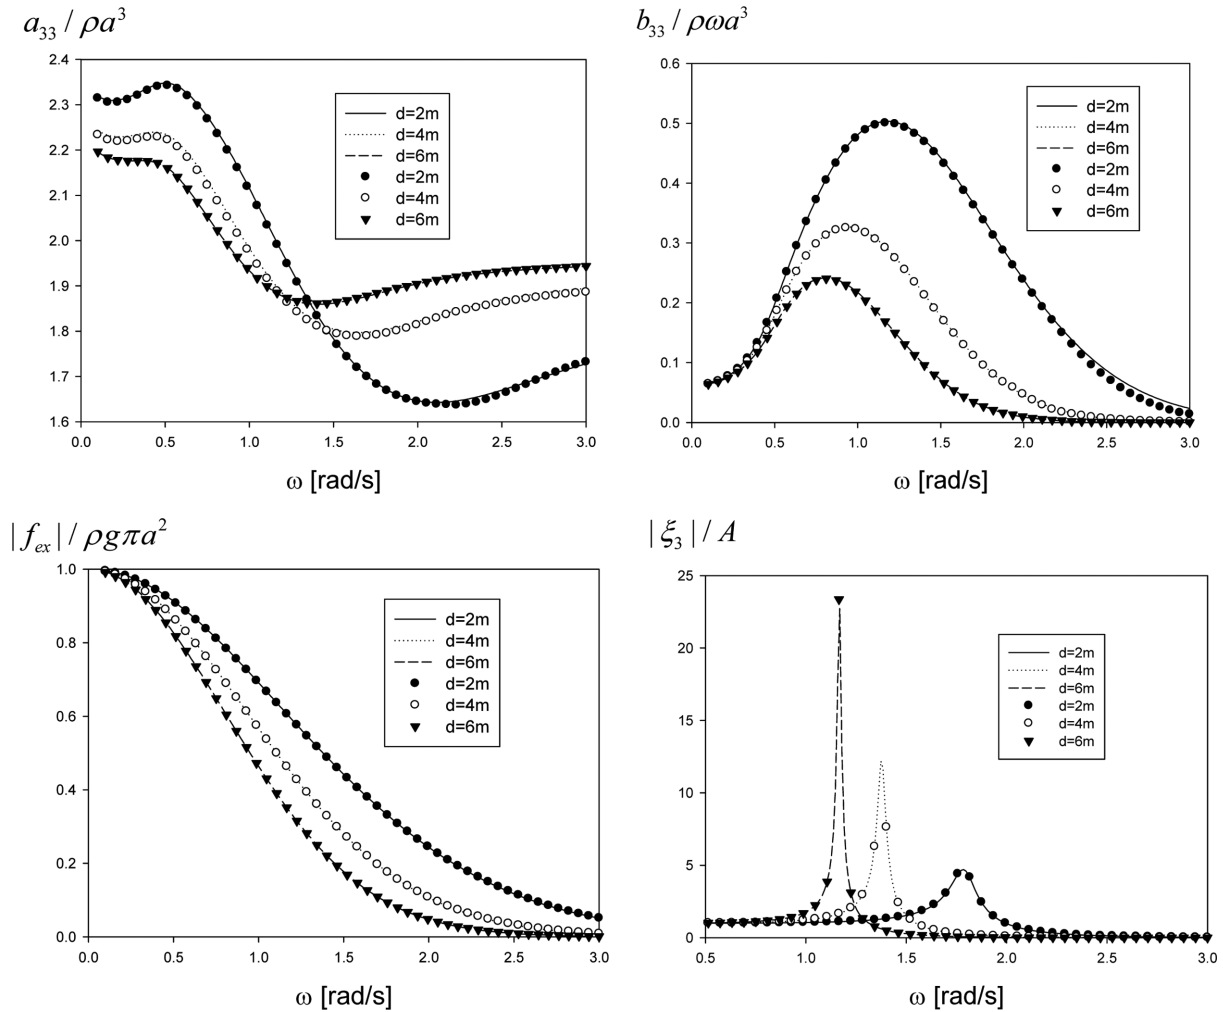 a₃₃ / ρa³
2.4
2.3
2.2
2.1
2.0
1.9
1.8
1.7
1.6
0.0 0.5 1.0 1.5 2.0 2.5 3.0
d=2m
d=4m
d=6m
d=2m
d=4m
d=6m
ω [rad/s]
b₃₃ / ρωa³
0.6
0.5
0.4
0.3
0.2
0.1
0.0
0.0 0.5 1.0 1.5 2.0 2.5 3.0
d=2m
d=4m
d=6m
d=2m
d=4m
d=6m
ω [rad/s]
| fₑₓ | / ρgπa²
1.0
0.8
0.6
0.4
0.2
0.0
0.0 0.5 1.0 1.5 2.0 2.5 3.0
d=2m
d=4m
d=6m
d=2m
d=4m
d=6m
ω [rad/s]
| ξ₃ | / A
25
20
15
10
5
0
0.5 1.0 1.5 2.0 2.5 3.0
d=2m
d=4m
d=6m
d=2m
d=4m
d=6m
ω [rad/s]